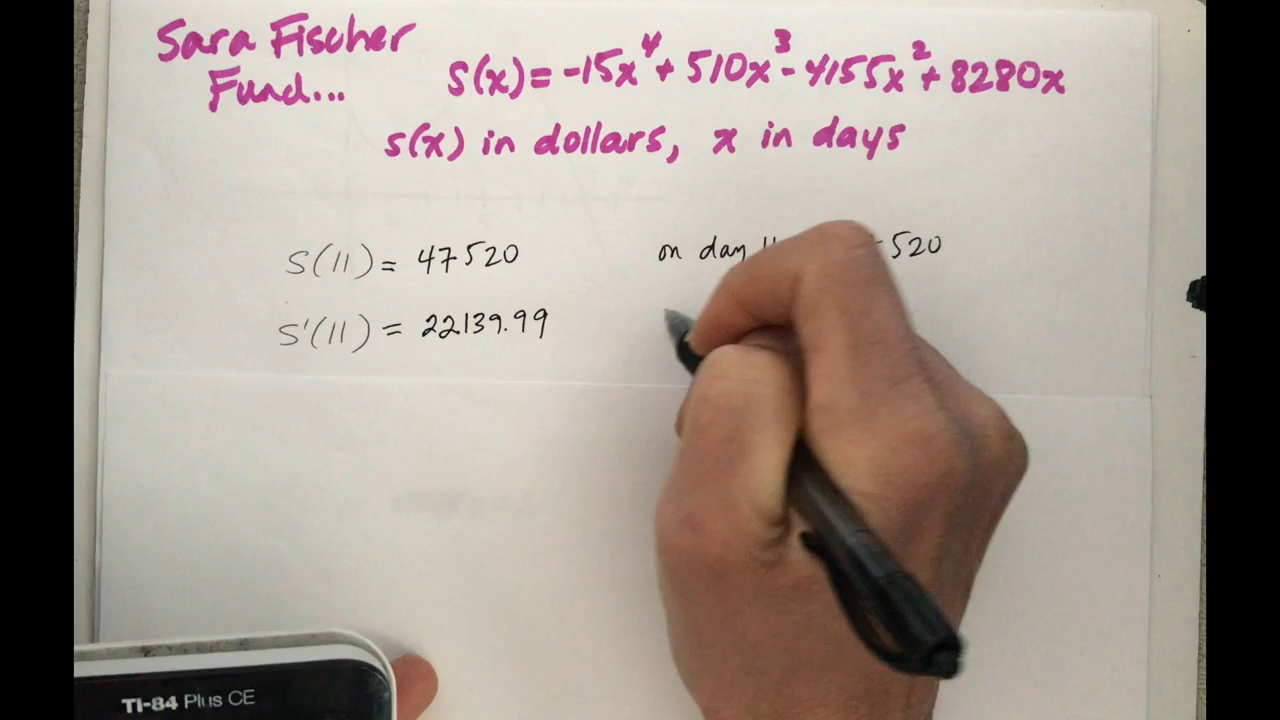 Sara Fischer
Fund...
S(x) = -15x⁴ + 510x³ - 4155x² + 8280x
s(x) in dollars, x in days
S(11) = 47520
on day 520
S'(11) = 22139.99
TI-84 Plus CE